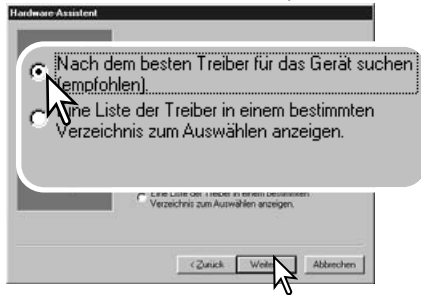 Hardware-Assistent
Nach dem besten Treiber für das Gerät suchen
(empfohlen).
Eine Liste der Treiber in einem bestimmten
Verzeichnis zum Auswählen anzeigen.
Eine Liste der Treiber in einem bestimmten
Verzeichnis zum Auswählen anzeigen.
< Zurück Weiter > Abbrechen